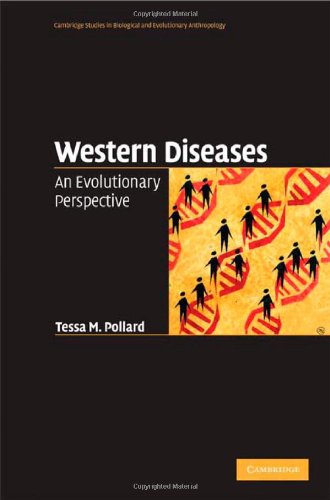 Cambridge Studies in Biological and Evolutionary Anthropology
Western Diseases
An Evolutionary
Perspective
Tessa M. Pollard
CAMBRIDGE